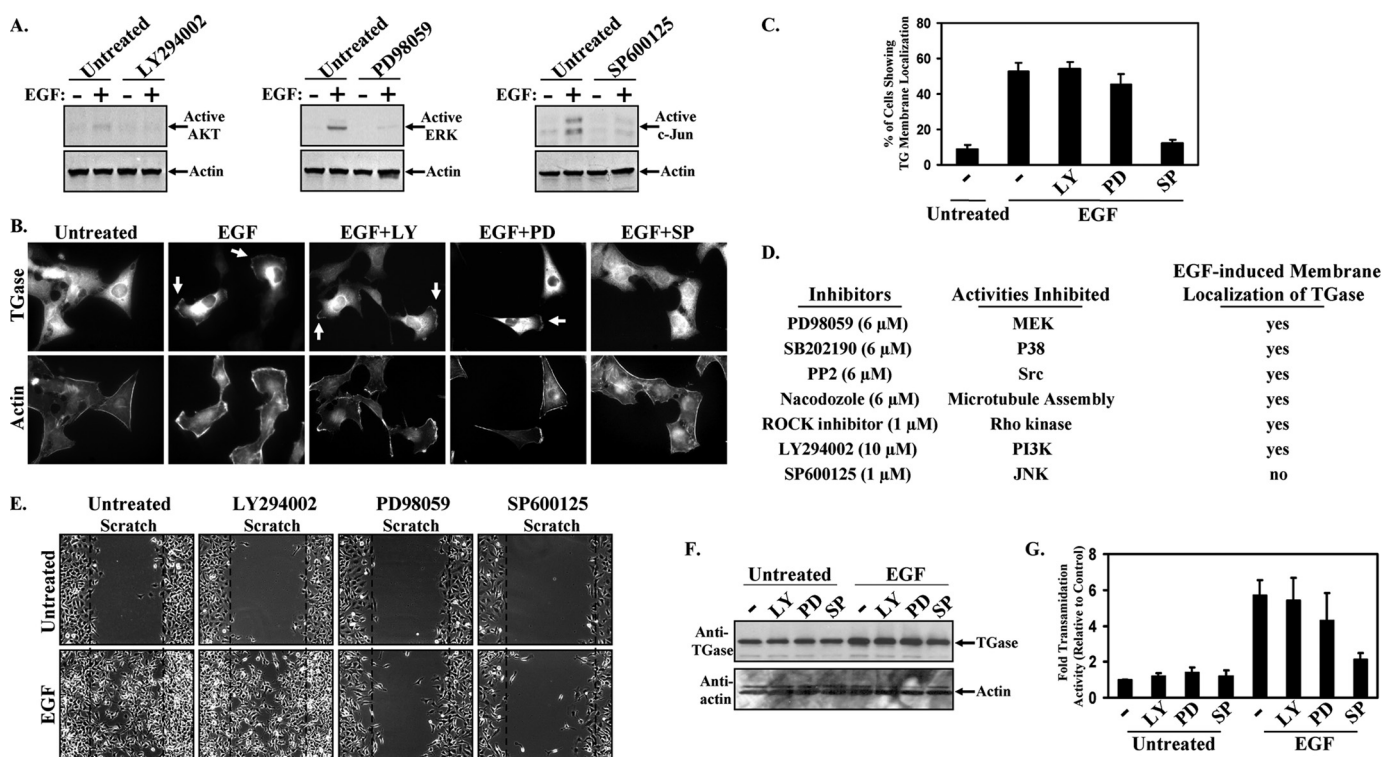 A.
Untreated LY294002
EGF: - + - +
Active
AKT
Actin
Untreated PD98059
EGF: - + - +
Active
ERK
Actin
Untreated SP600125
EGF: - + - +
Active
c-Jun
Actin
B.
Untreated EGF EGF+LY EGF+PD EGF+SP
TGase
Actin
C.
% of Cells Showing
TG Membrane Localization
80
60
40
20
0
- - LY PD SP
Untreated EGF
D.
EGF-induced Membrane
Inhibitors Activities Inhibited Localization of TGase
PD98059 (6 µM) MEK yes
SB202190 (6 µM) P38 yes
PP2 (6 µM) Src yes
Nacodozole (6 µM) Microtubule Assembly yes
ROCK inhibitor (1 µM) Rho kinase yes
LY294002 (10 µM) PI3K yes
SP600125 (1 µM) JNK no
E.
Untreated LY294002 PD98059 SP600125
Scratch Scratch Scratch Scratch
Untreated
EGF
F.
Untreated EGF
- LY PD SP - LY PD SP
Anti-
TGase
TGase
Anti-
actin
Actin
G.
Fold Transamidation
Activity (Relative to Control)
8
6
4
2
0
- LY PD SP - LY PD SP
Untreated EGF